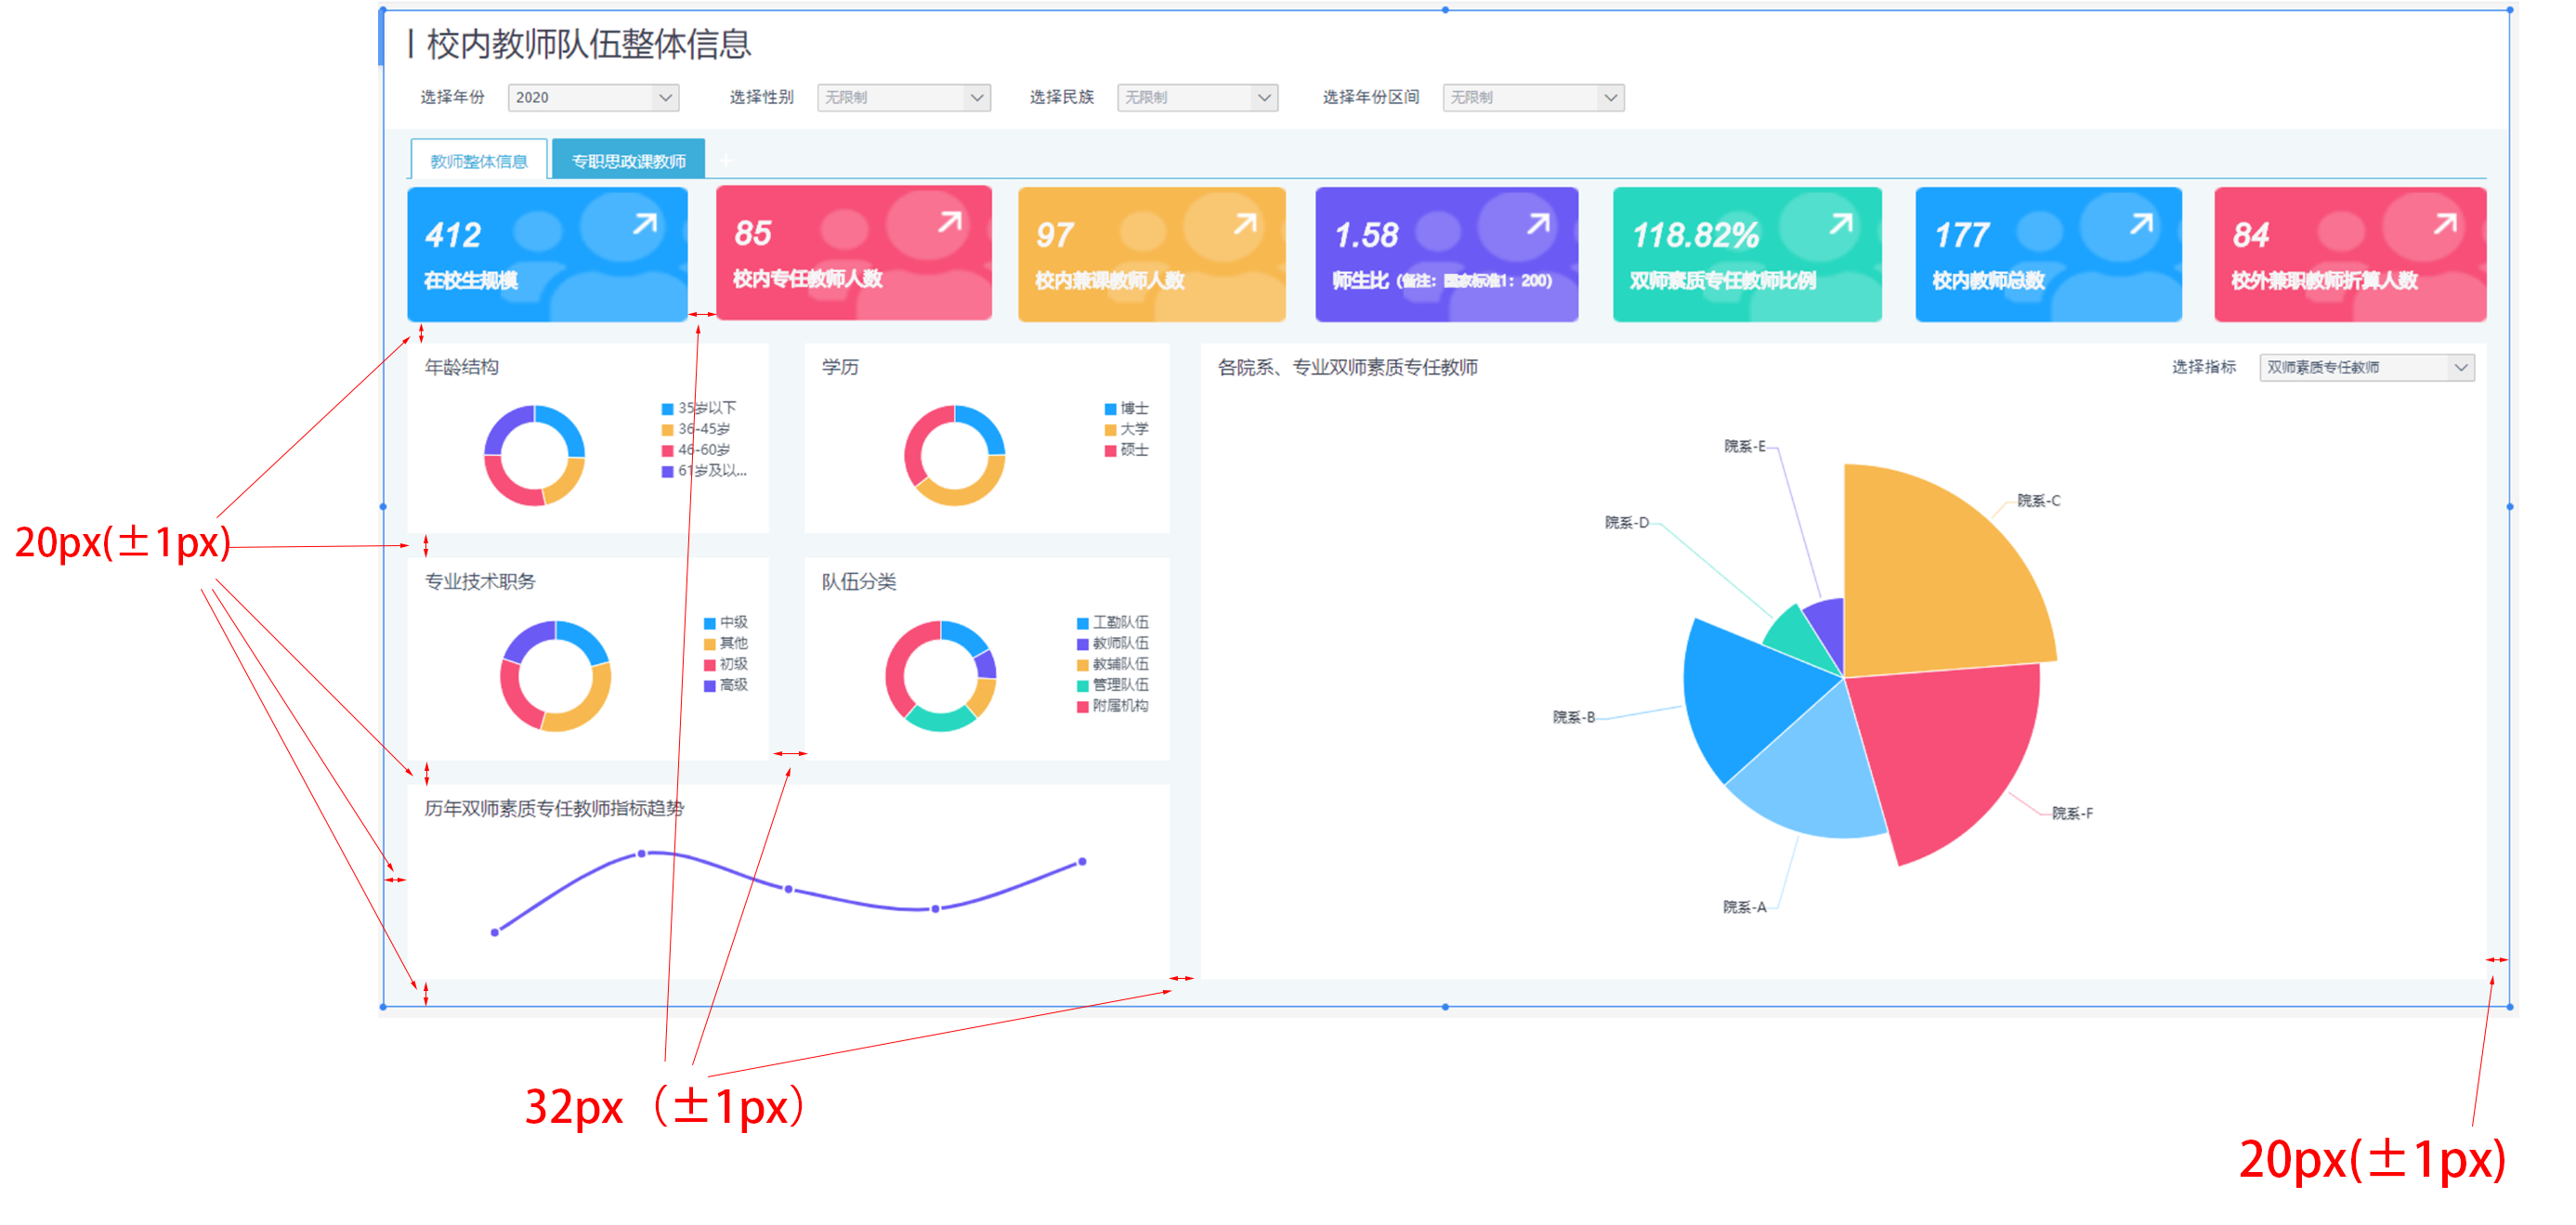 校内教师队伍整体信息
选择年份 2020 选择性别 无限制 选择民族 无限制 选择年份区间 无限制
教师整体信息 专职思政课教师 +
412 85 97 1.58 118.82% 177 84
在校生规模 校内专任教师人数 校内兼课教师人数 师生比（备注：国家标准1：200） 双师素质专任教师比例 校内教师总数 校外兼职教师折算人数
年龄结构
35岁以下
36-45岁
46-60岁
61岁及以...
学历
博士
大学
硕士
各院系、专业双师素质专任教师 选择指标 双师素质专任教师
院系-E
院系-C
院系-D
院系-B
院系-F
院系-A
专业技术职务
中级
其他
初级
高级
队伍分类
工勤队伍
教师队伍
教辅队伍
管理队伍
附属机构
历年双师素质专任教师指标趋势
20px(±1px)
32px（±1px）
20px(±1px)